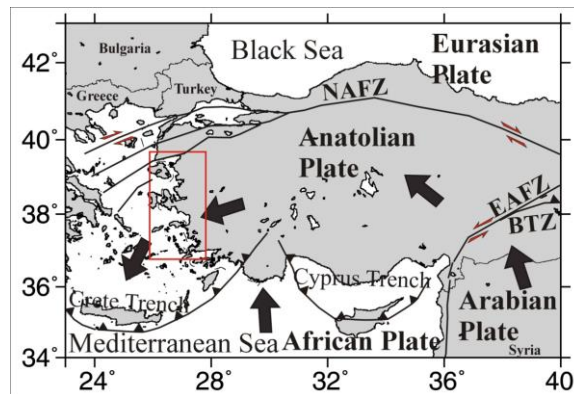 Bulgaria
Black Sea
Eurasian
Plate
42°
Greece
Turkey
NAFZ
40°
Anatolian
Plate
EAFZ
BTZ
38°
36°
Crete Trench
Cyprus Trench
Arabian
Plate
Mediterranean Sea
African Plate
Syria
34°
24°
28°
32°
36°
40°